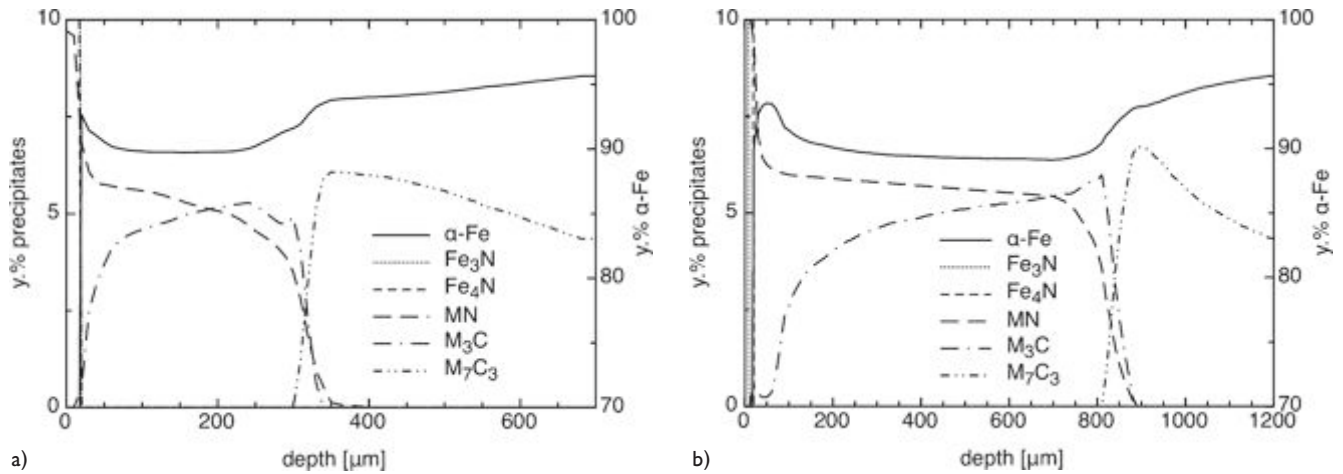 10
5
0
y.% precipitates
100
90
80
70
y.% α-Fe
α-Fe
Fe3N
Fe4N
MN
M3C
M7C3
0 200 400 600
depth [µm]
a)
10
5
0
y.% precipitates
100
90
80
70
y.% α-Fe
α-Fe
Fe3N
Fe4N
MN
M3C
M7C3
0 200 400 600 800 1000 1200
depth [µm]
b)